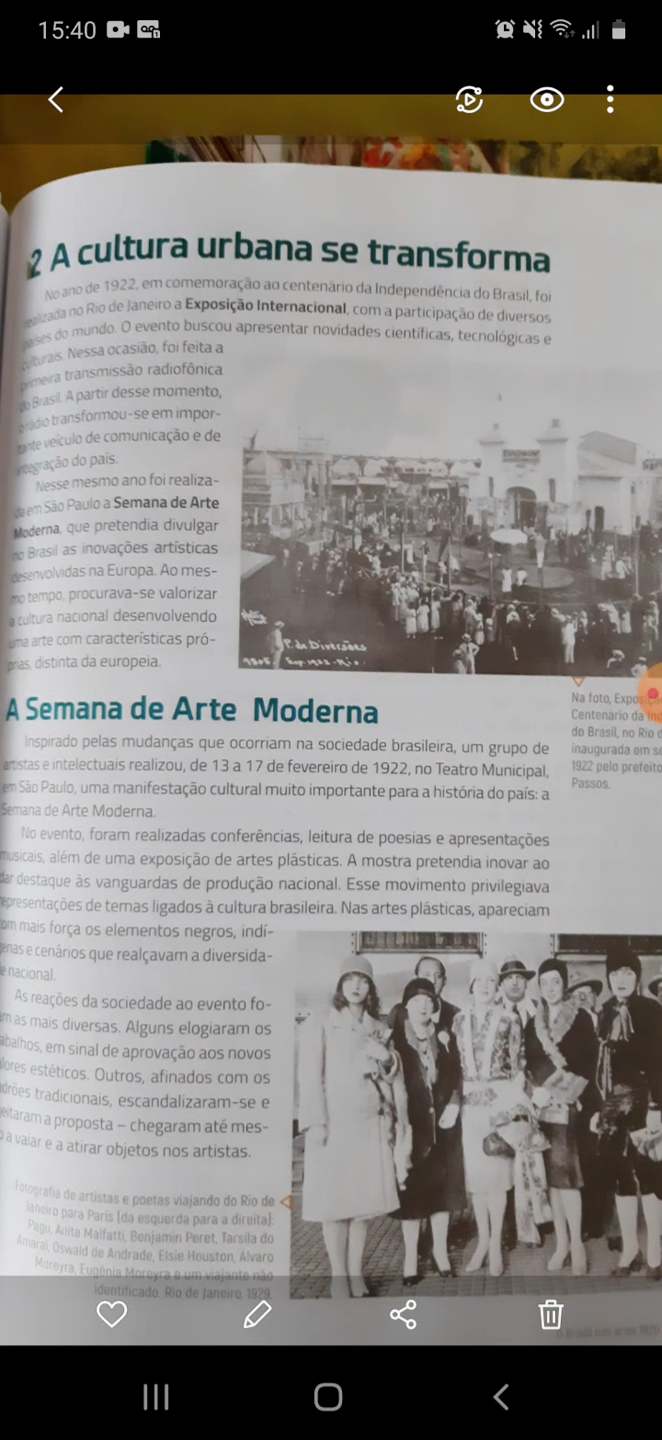 15:40
2 A cultura urbana se transforma
No ano de 1922, em comemoração ao centenário da Independência do Brasil, foi
realizada no Rio de Janeiro a Exposição Internacional, com a participação de diversos
países do mundo. O evento buscou apresentar novidades científicas, tecnológicas e
culturais. Nessa ocasião, foi feita a
primeira transmissão radiofônica
do Brasil. A partir desse momento,
o rádio transformou-se em impor-
tante veículo de comunicação e de
integração do país.
Nesse mesmo ano foi realiza-
da em São Paulo a Semana de Arte
Moderna, que pretendia divulgar
no Brasil as inovações artísticas
desenvolvidas na Europa. Ao mes-
mo tempo, procurava-se valorizar
a cultura nacional desenvolvendo
uma arte com características pró-
prias, distinta da europeia.
P. de Diversões
Exp. 1922 - Rio.
Na foto, Expos
Centenário da Ind
do Brasil, no Rio d
inaugurada em se
1922 pelo prefeito
Passos.
A Semana de Arte Moderna
Inspirado pelas mudanças que ocorriam na sociedade brasileira, um grupo de
artistas e intelectuais realizou, de 13 a 17 de fevereiro de 1922, no Teatro Municipal,
em São Paulo, uma manifestação cultural muito importante para a história do país: a
Semana de Arte Moderna.
No evento, foram realizadas conferências, leitura de poesias e apresentações
musicais, além de uma exposição de artes plásticas. A mostra pretendia inovar ao
dar destaque às vanguardas de produção nacional. Esse movimento privilegiava
representações de temas ligados à cultura brasileira. Nas artes plásticas, apareciam
com mais força os elementos negros, indí-
genas e cenários que realçavam a diversida-
e nacional.
As reações da sociedade ao evento fo-
am as mais diversas. Alguns elogiaram os
abalhos, em sinal de aprovação aos novos
lores estéticos. Outros, afinados com os
drões tradicionais, escandalizaram-se e
jeitaram a proposta – chegaram até mes-
o a vaiar e a atirar objetos nos artistas.
Fotografia de artistas e poetas viajando do Rio de
Janeiro para Paris (da esquerda para a direita):
Pagu, Anita Malfatti, Benjamin Peret, Tarsila do
Amaral, Oswald de Andrade, Elsie Houston, Alvaro
Moreyra, Eugênia Moreyra e um viajante não
identificado. Rio de Janeiro, 1929.
O Brasil nos anos 1920